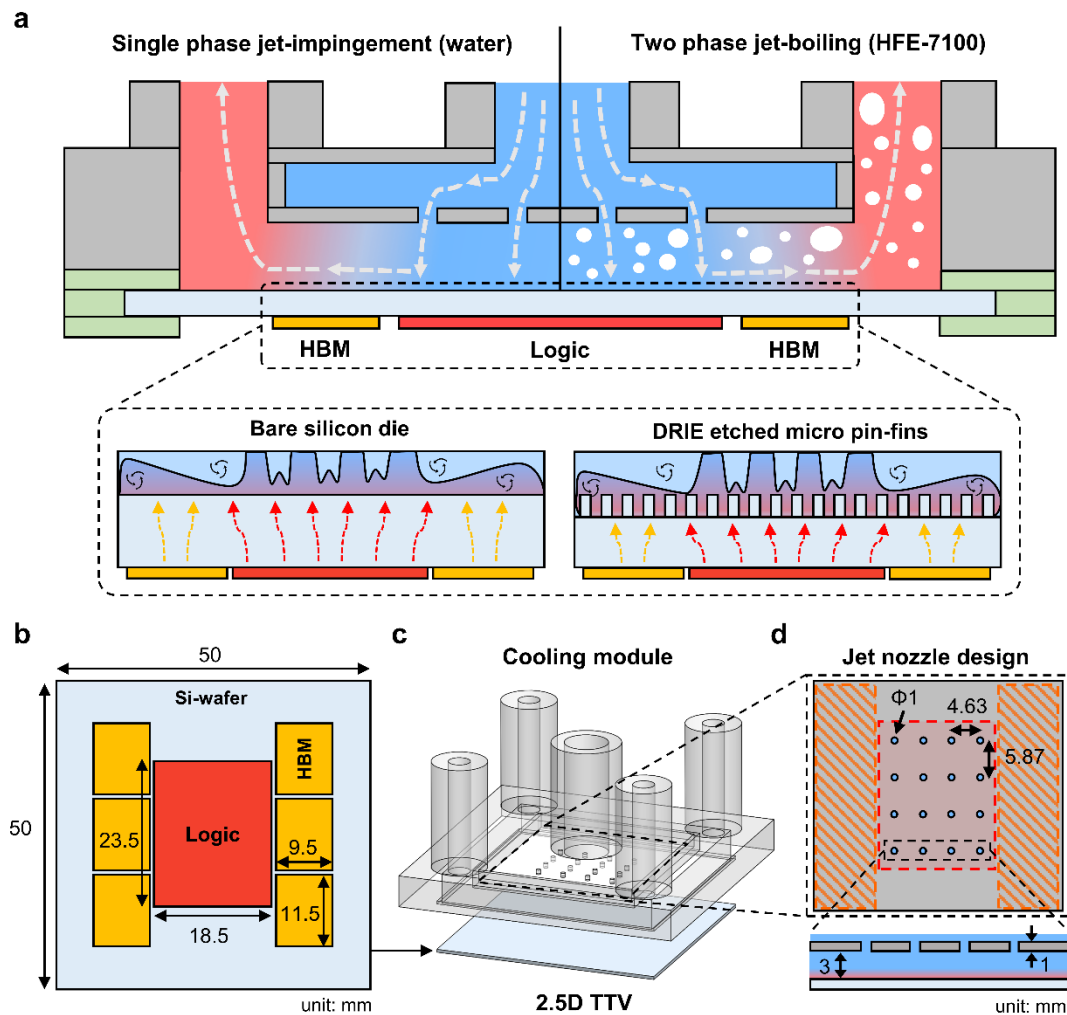 a
Single phase jet-impingement (water)
Two phase jet-boiling (HFE-7100)
HBM
Logic
HBM
Bare silicon die
DRIE etched micro pin-fins
b
50
Si-wafer
50
HBM
23.5
Logic
9.5
18.5
11.5
unit: mm
c
Cooling module
2.5D TTV
d
Jet nozzle design
Φ1
4.63
5.87
3
1
unit: mm